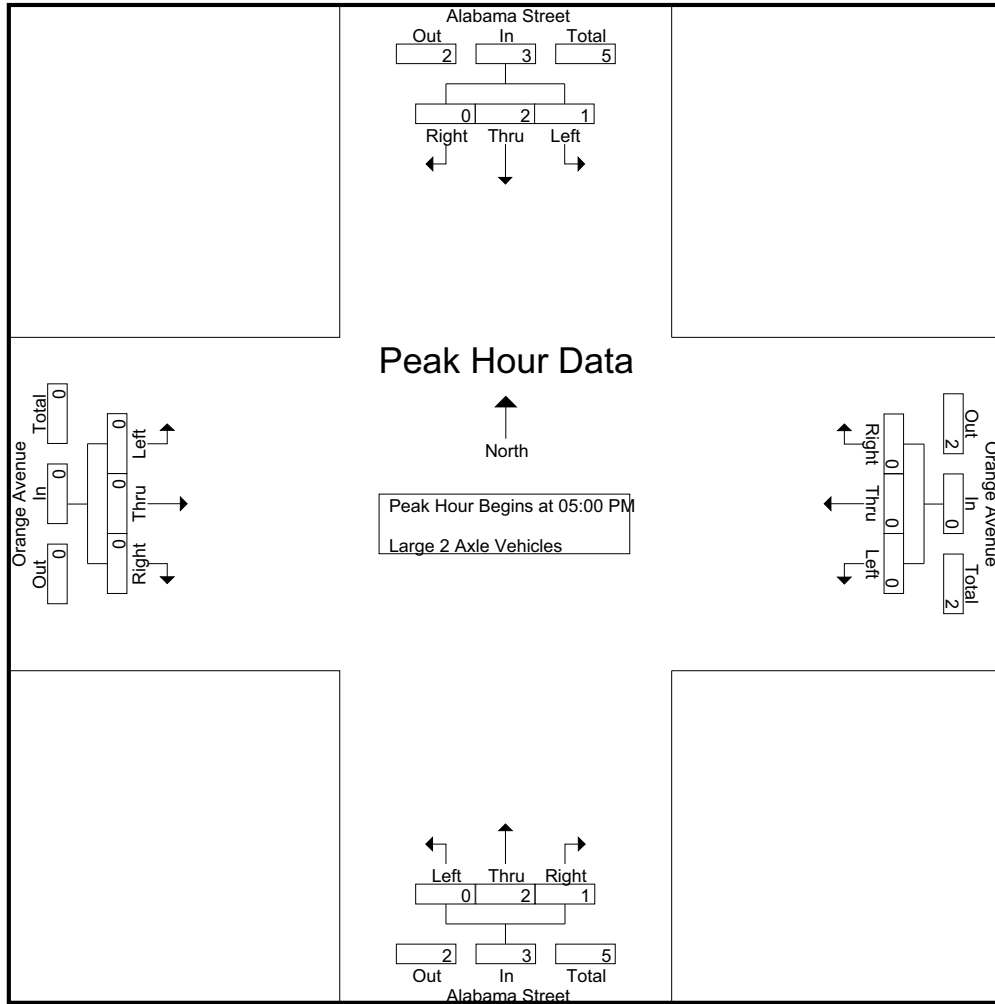 Alabama Street
Out In Total
2 3 5
0 2 1
Right Thru Left
Peak Hour Data
North
Peak Hour Begins at 05:00 PM
Large 2 Axle Vehicles
Orange Avenue
Out In Total
0 0 0
0 0 0
Right Thru Left
Orange Avenue
Out In Total
2 0 2
0 0 0
Right Thru Left
Left Thru Right
0 2 1
2 3 5
Out In Total
Alabama Street